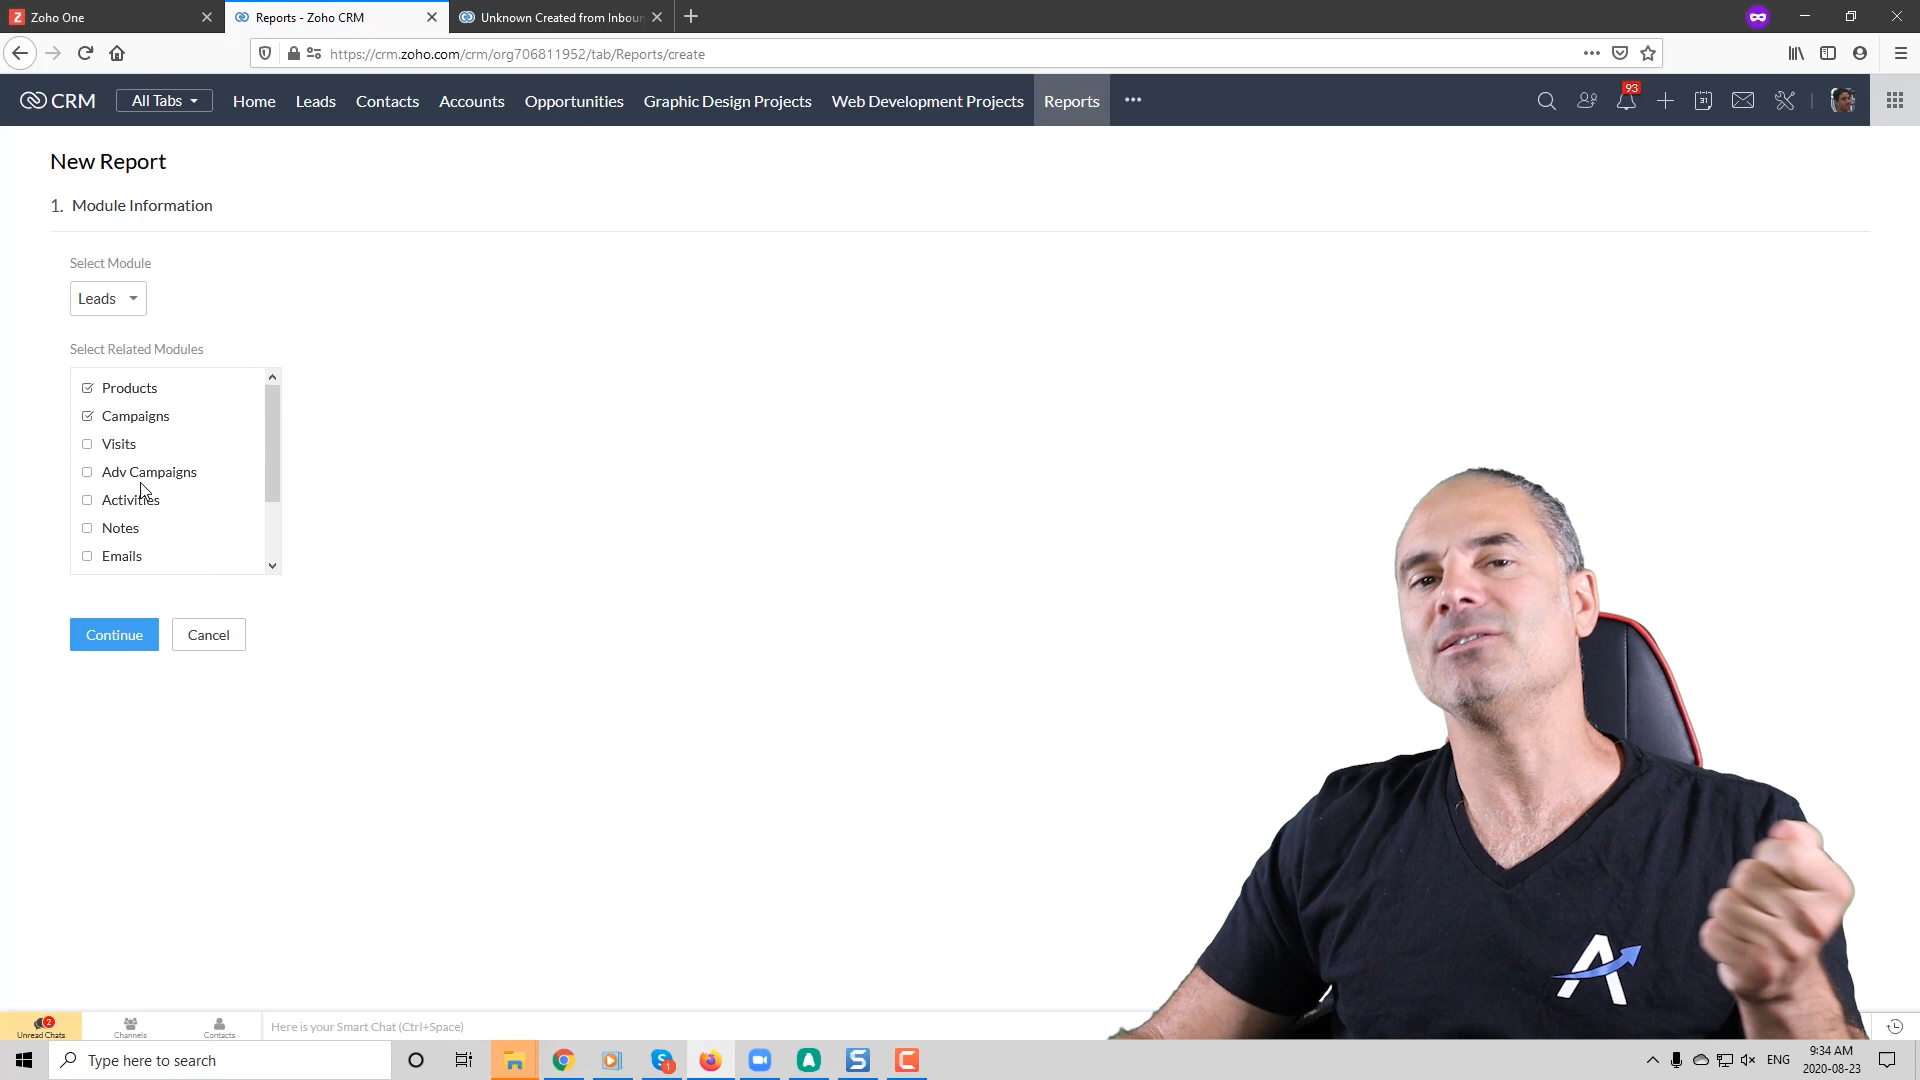 Zoho One
Reports - Zoho CRM
Unknown Created from Inbou
https://crm.zoho.com/crm/org706811952/tab/Reports/create
CRM
All Tabs
Home
Leads
Contacts
Accounts
Opportunities
Graphic Design Projects
Web Development Projects
Reports
93
31
New Report
1. Module Information
Select Module
Leads
Select Related Modules
Products
Campaigns
Visits
Adv Campaigns
Activities
Notes
Emails
Continue
Cancel
2
Unread Chats
Channels
Contacts
Here is your Smart Chat (Ctrl+Space)
Type here to search
1
ENG
9:34 AM
2020-08-23